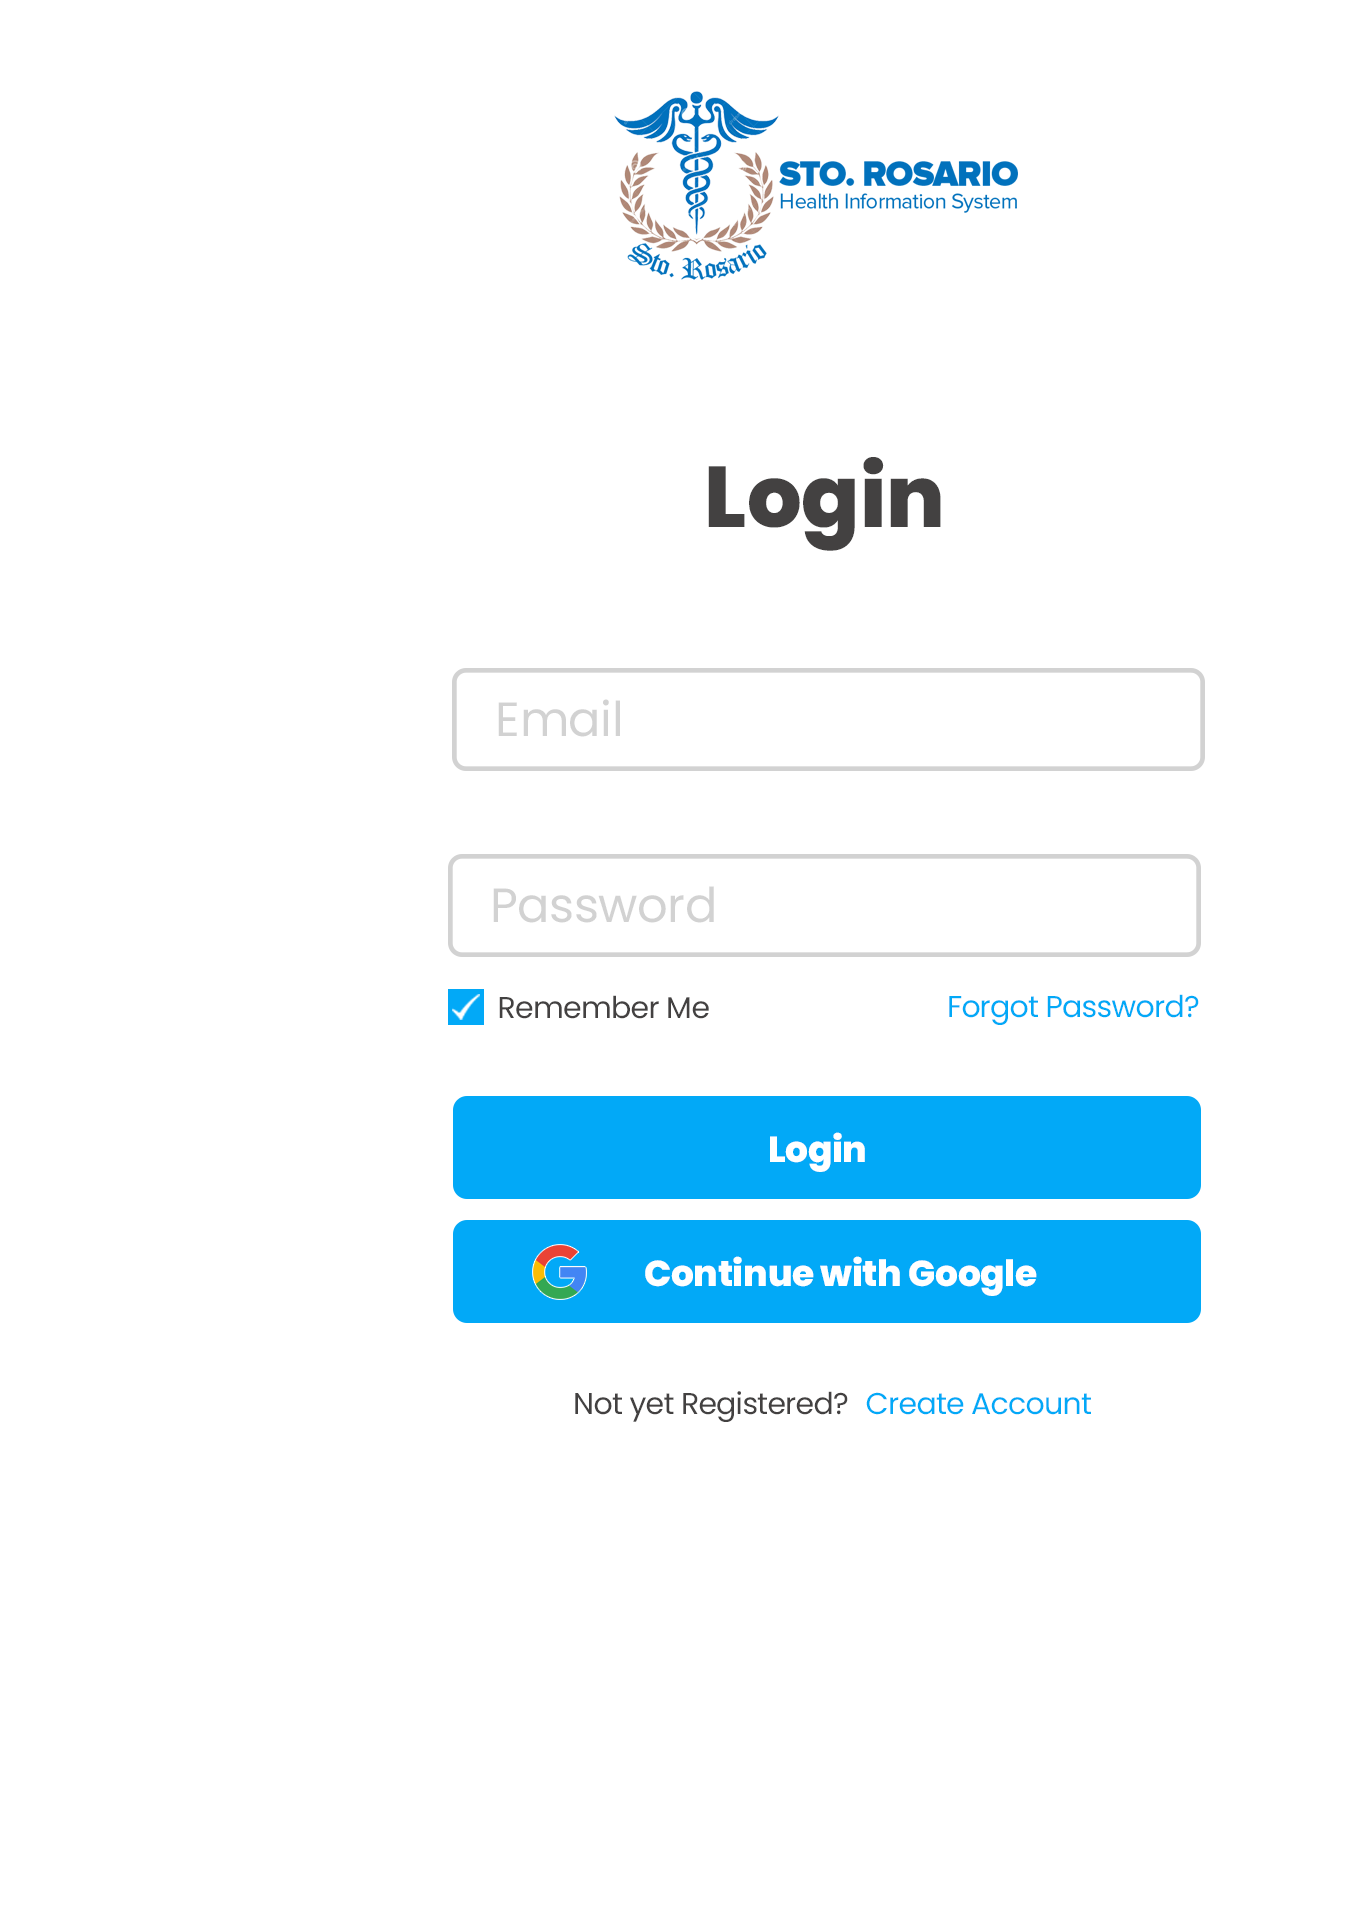 STO. ROSARIO
Health Information System
Sto. Rosario
Login
Email
Password
Remember Me
Forgot Password?
Login
Continue with Google
Not yet Registered? Create Account